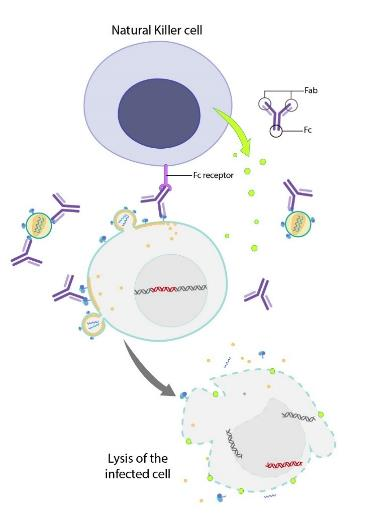 Natural Killer cell
Fab
Fc
Fc receptor
Lysis of the
infected cell